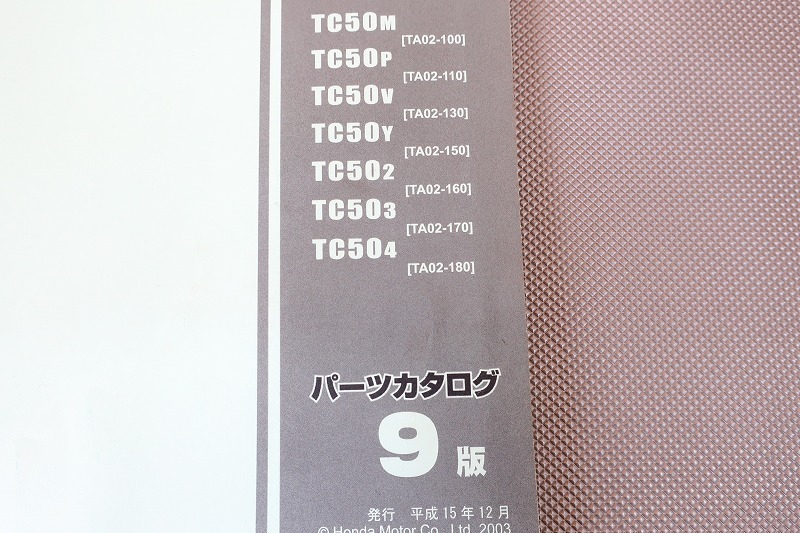 TC50M
[TA02-100]
TC50P
[TA02-110]
TC50V
[TA02-130]
TC50Y
[TA02-150]
TC502
[TA02-160]
TC503
[TA02-170]
TC504
[TA02-180]
パーツカタログ
9版
発行 平成15年12月
© Honda Motor Co., Ltd. 2003